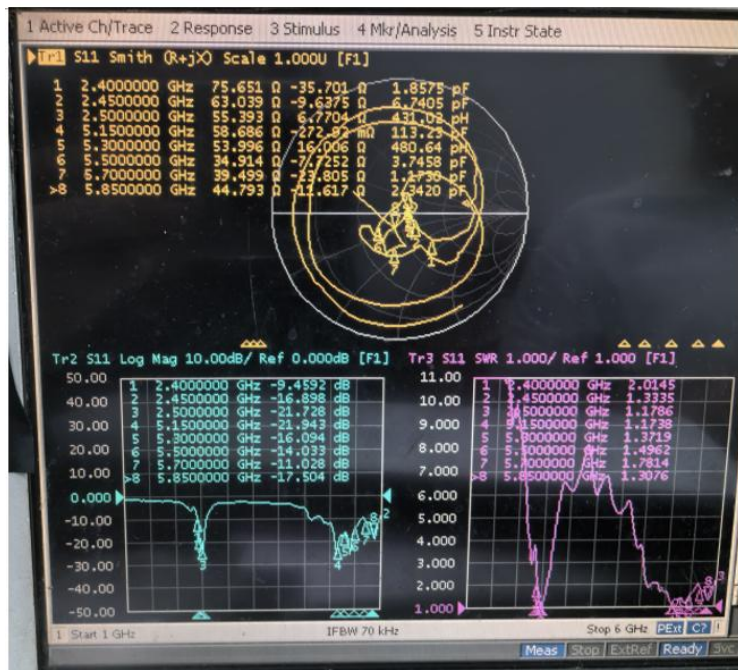 1 Active Ch/Trace 2 Response 3 Stimulus 4 Mkr/Analysis 5 Instr State
Tr1 S11 Smith (R+jX) Scale 1.000U [F1]
1 2.4000000 GHz 75.651 Ω -35.701 Ω 1.8575 pF
2 2.4500000 GHz 63.039 Ω -9.6375 Ω 6.7405 pF
3 2.5000000 GHz 55.393 Ω 6.7704 Ω 431.02 pH
4 5.1500000 GHz 58.686 Ω -272.92 mΩ 113.23 pF
5 5.3000000 GHz 53.996 Ω 16.006 Ω 480.64 pH
6 5.5000000 GHz 34.914 Ω -7.7252 Ω 3.7458 pF
7 5.7000000 GHz 39.499 Ω -23.805 Ω 1.1730 pF
>8 5.8500000 GHz 44.793 Ω -11.617 Ω 2.3420 pF
Tr2 S11 Log Mag 10.00dB/ Ref 0.000dB [F1]
50.00
40.00
30.00
20.00
10.00
0.000
-10.00
-20.00
-30.00
-40.00
-50.00
1 2.4000000 GHz -9.4592 dB
2 2.4500000 GHz -16.898 dB
3 2.5000000 GHz -21.728 dB
4 5.1500000 GHz -21.943 dB
5 5.3000000 GHz -16.094 dB
6 5.5000000 GHz -14.033 dB
7 5.7000000 GHz -11.028 dB
>8 5.8500000 GHz -17.504 dB
Tr3 S11 SWR 1.000/ Ref 1.000 [F1]
11.00
10.00
9.000
8.000
7.000
6.000
5.000
4.000
3.000
2.000
1.000
1 2.4000000 GHz 2.0145
2 2.4500000 GHz 1.3335
3 2.5000000 GHz 1.1786
4 5.1500000 GHz 1.1738
5 5.3000000 GHz 1.3719
6 5.5000000 GHz 1.4962
7 5.7000000 GHz 1.7814
>8 5.8500000 GHz 1.3076
1 Start 1 GHz IFBW 70 kHz Stop 6 GHz PExt C? !
Meas Stop ExtRef Ready Svc